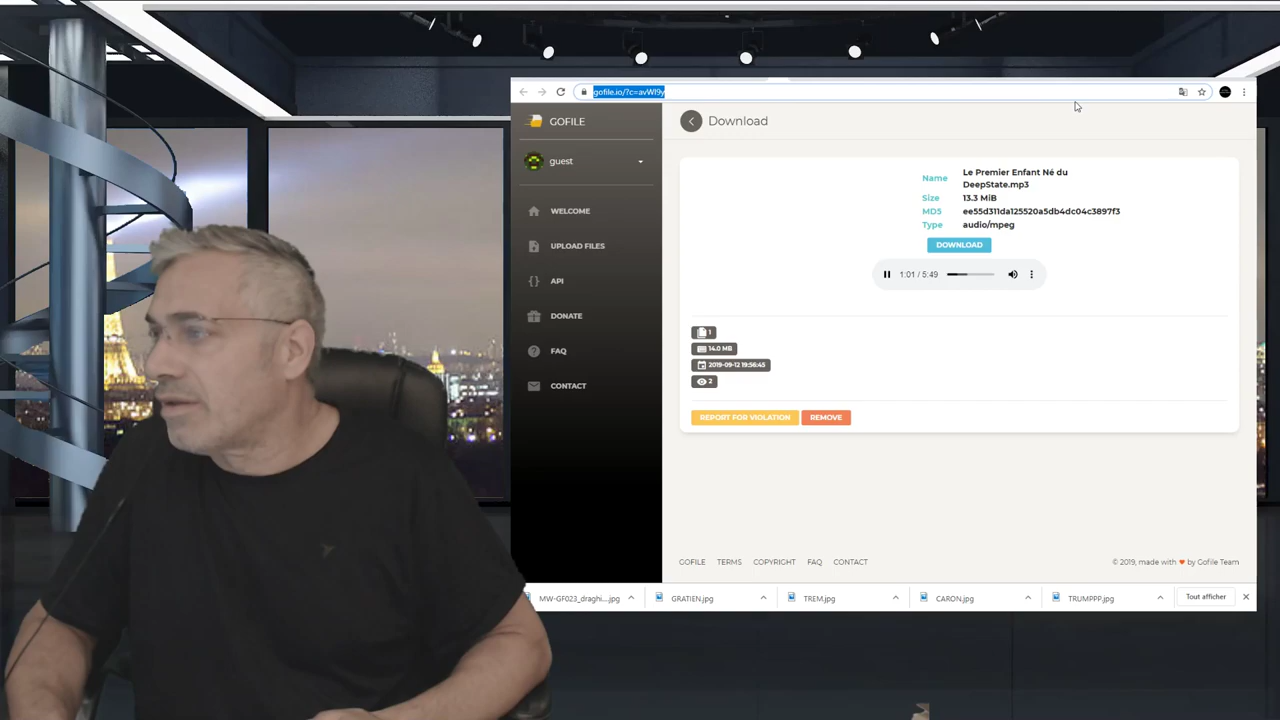 gofile.io/?c=avWl9y
GOFILE
Download
guest
WELCOME
UPLOAD FILES
API
DONATE
FAQ
CONTACT
Name Le Premier Enfant Né du
DeepState.mp3
Size 13.3 MiB
MD5 ee55d311da125520a5db4dc04c3897f3
Type audio/mpeg
DOWNLOAD
1:01 / 5:49
1
14.0 MB
2019-09-12 19:56:45
2
REPORT FOR VIOLATION REMOVE
GOFILE TERMS COPYRIGHT FAQ CONTACT
© 2019, made with ♥ by Gofile Team
MW-GF023_draghi....jpg GRATIEN.jpg TREM.jpg CARON.jpg TRUMPPP.jpg Tout afficher